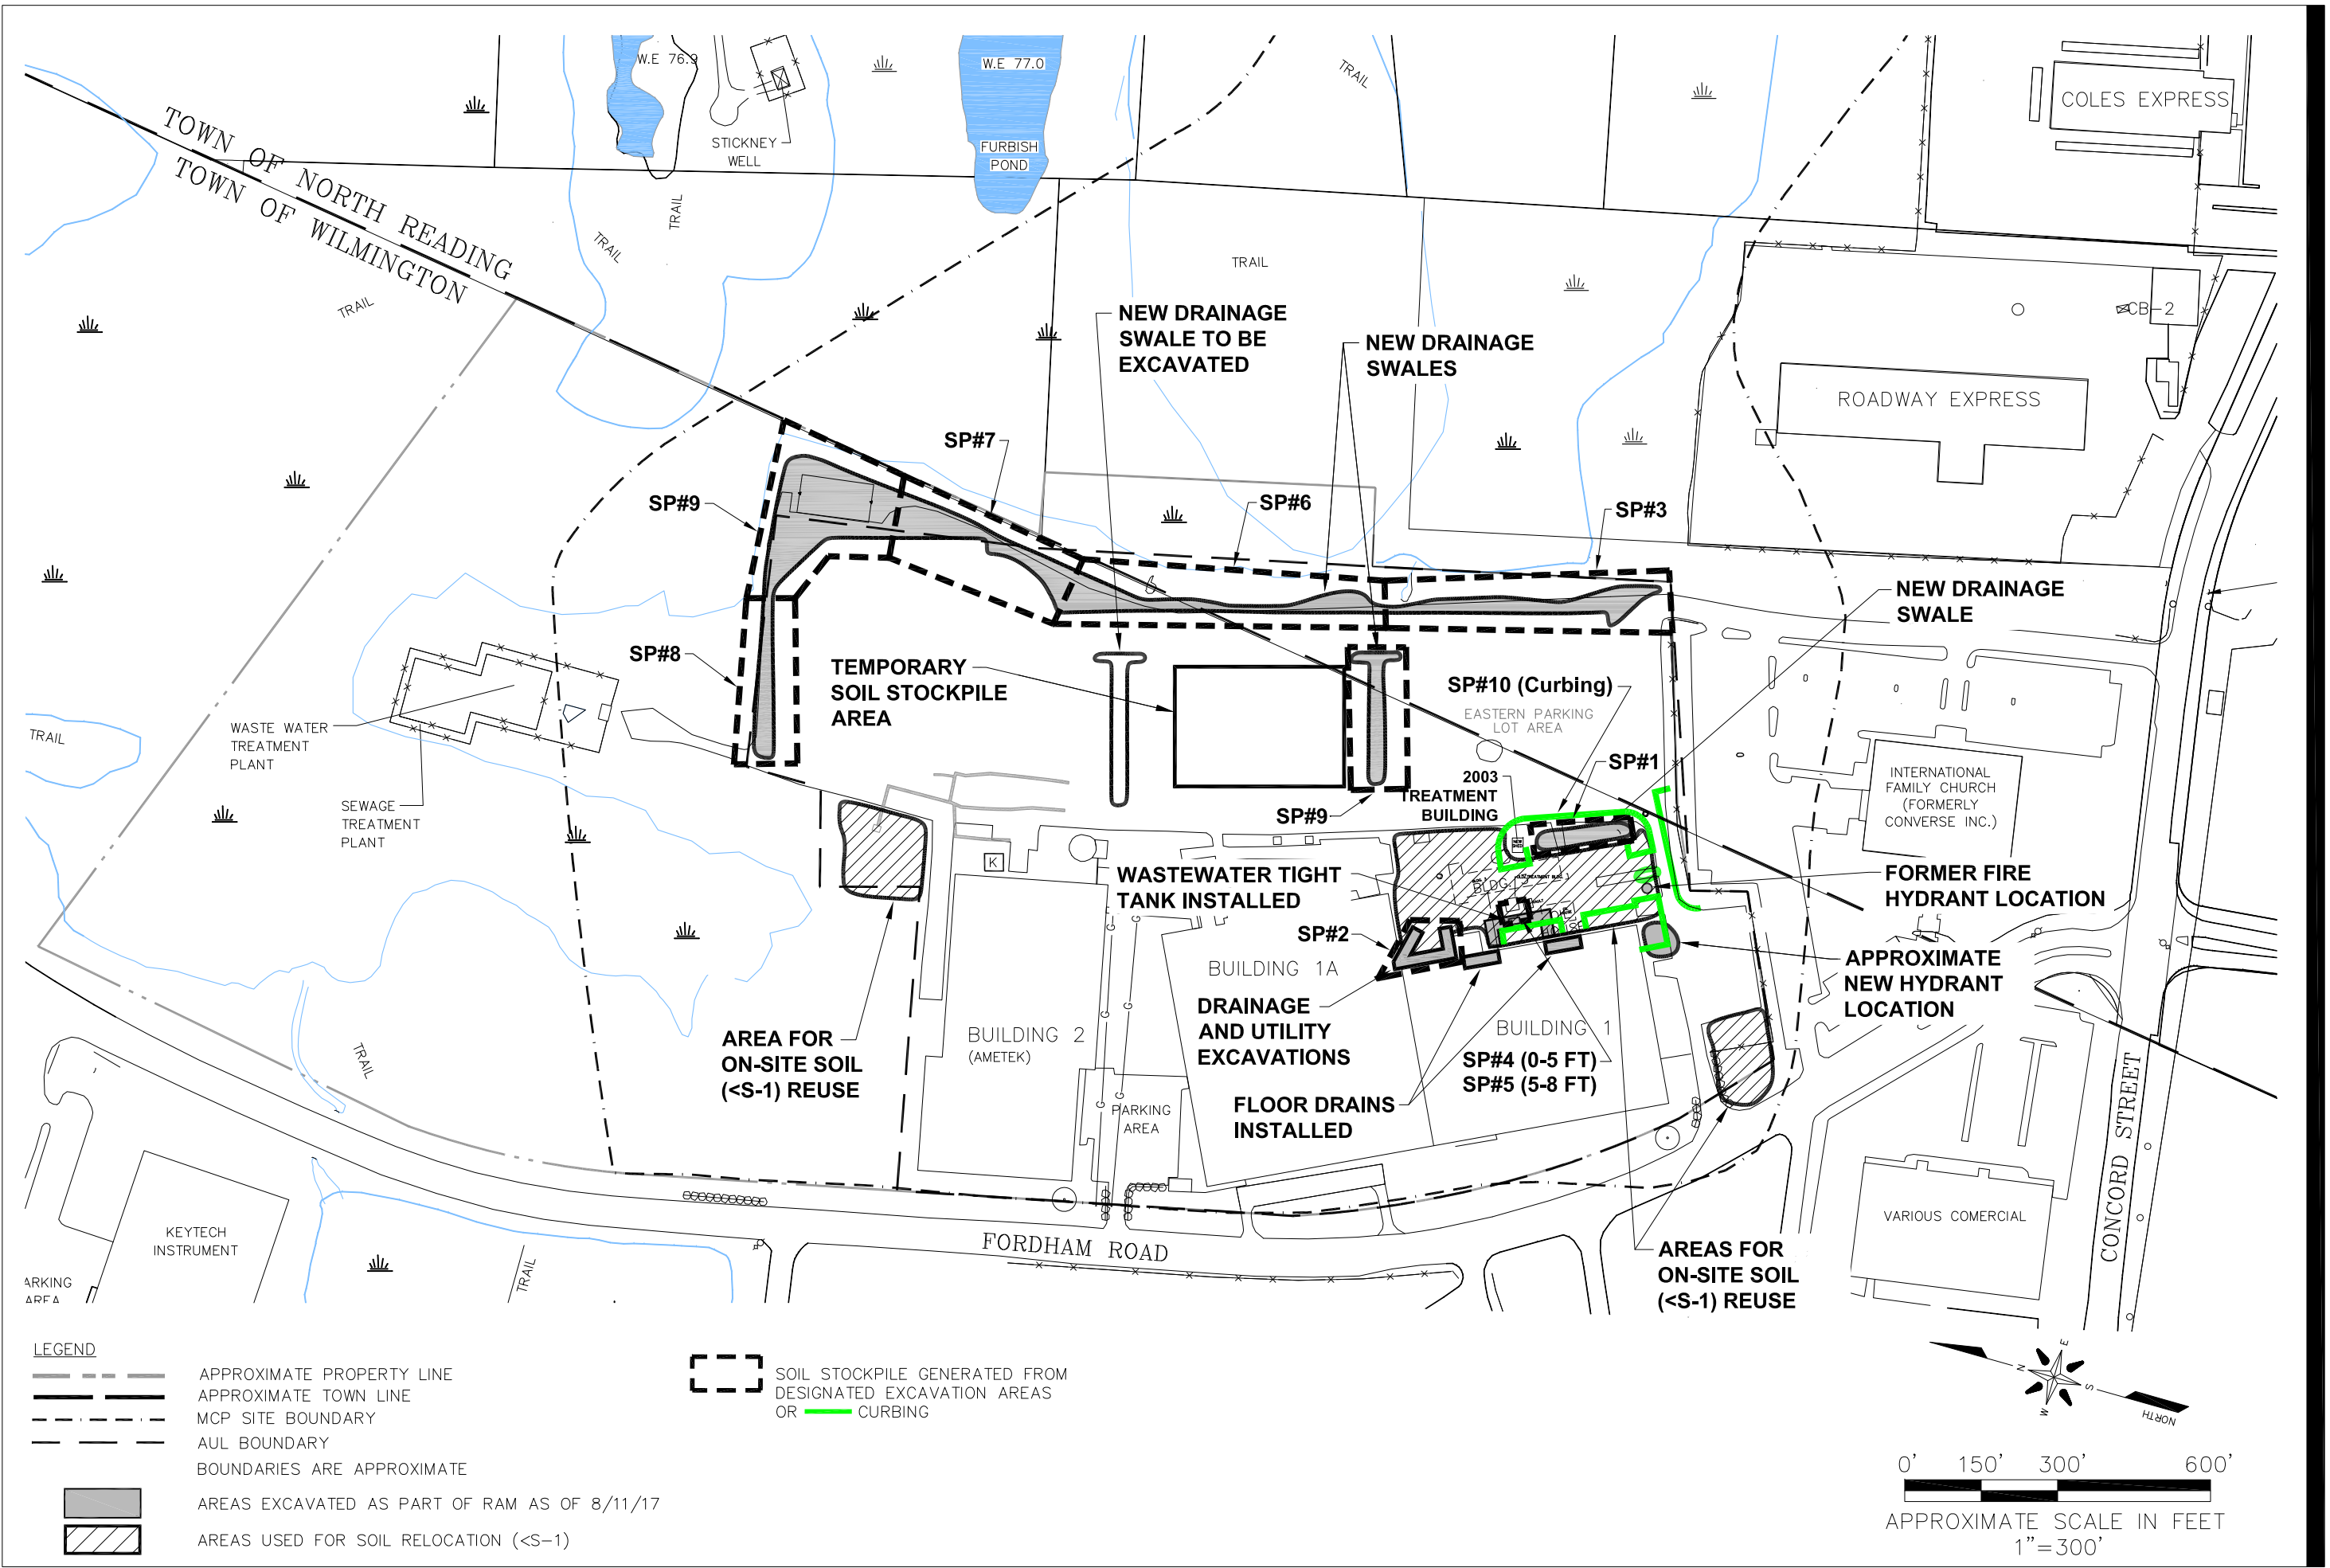 W.E 76.9
STICKNEY
WELL
W.E 77.0
FURBISH
POND
TRAIL
COLES EXPRESS
TOWN OF NORTH READING
TOWN OF WILMINGTON
TRAIL
TRAIL
TRAIL
TRAIL
CB-2
ROADWAY EXPRESS
NEW DRAINAGE
SWALE TO BE
EXCAVATED
NEW DRAINAGE
SWALES
SP#7
SP#9
SP#6
SP#3
NEW DRAINAGE
SWALE
SP#8
TEMPORARY
SOIL STOCKPILE
AREA
SP#10 (Curbing)
EASTERN PARKING
LOT AREA
SP#1
2003
TREATMENT
BUILDING
SP#9
TRAIL
WASTE WATER
TREATMENT
PLANT
SEWAGE
TREATMENT
PLANT
INTERNATIONAL
FAMILY CHURCH
(FORMERLY
CONVERSE INC.)
K
WASTEWATER TIGHT
TANK INSTALLED
BLDG.
FORMER FIRE
HYDRANT LOCATION
SP#2
BUILDING 1A
APPROXIMATE
NEW HYDRANT
LOCATION
DRAINAGE
AND UTILITY
EXCAVATIONS
AREA FOR
ON-SITE SOIL
(<S-1) REUSE
BUILDING 2
(AMETEK)
G
G
G
G
G
G
BUILDING 1
SP#4 (0-5 FT)
SP#5 (5-8 FT)
FLOOR DRAINS
INSTALLED
PARKING
AREA
TRAIL
CONCORD STREET
KEYTECH
INSTRUMENT
VARIOUS COMERCIAL
FORDHAM ROAD
AREAS FOR
ON-SITE SOIL
(<S-1) REUSE
ARKING
AREA
TRAIL
LEGEND
APPROXIMATE PROPERTY LINE
APPROXIMATE TOWN LINE
MCP SITE BOUNDARY
AUL BOUNDARY
BOUNDARIES ARE APPROXIMATE
AREAS EXCAVATED AS PART OF RAM AS OF 8/11/17
AREAS USED FOR SOIL RELOCATION (<S-1)
SOIL STOCKPILE GENERATED FROM
DESIGNATED EXCAVATION AREAS
OR CURBING
N
E
S
W
NORTH
0' 150' 300' 600'
APPROXIMATE SCALE IN FEET
1"=300'